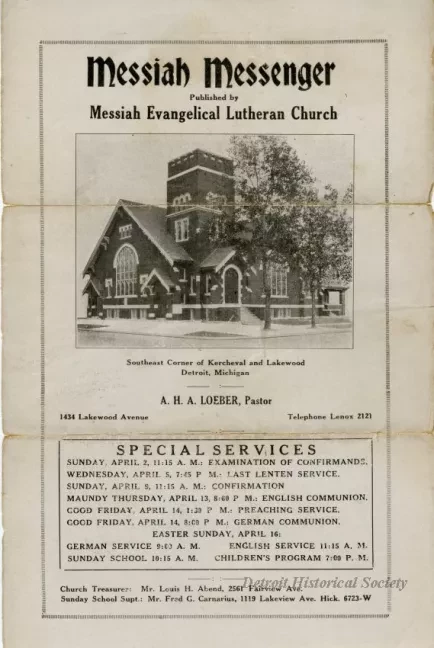 Messiah Messenger
Published by
Messiah Evangelical Lutheran Church
Southeast Corner of Kercheval and Lakewood
Detroit, Michigan
A. H. A. LOEBER, Pastor
1434 Lakewood Avenue Telephone Lenox 2121
SPECIAL SERVICES
SUNDAY, APRIL 2, 11:15 A. M.: EXAMINATION OF CONFIRMANDS.
WEDNESDAY, APRIL 5, 7:45 P M.: LAST LENTEN SERVICE.
SUNDAY, APRIL 9, 11:15 A. M.: CONFIRMATION
MAUNDY THURSDAY, APRIL 13, 8:00 P M.: ENGLISH COMMUNION.
GOOD FRIDAY, APRIL 14, 1:30 P M.: PREACHING SERVICE.
GOOD FRIDAY, APRIL 14, 8:00 P M.: GERMAN COMMUNION.
EASTER SUNDAY, APRIL 16:
GERMAN SERVICE 9:00 A. M. ENGLISH SERVICE 11:15 A. M.
SUNDAY SCHOOL 10:15 A. M. CHILDREN'S PROGRAM 7:00 P. M.
Detroit Historical Society
Church Treasurer: Mr. Louis H. Abend, 2561 Fairview Ave.
Sunday School Supt.: Mr. Fred G. Carnarius, 1119 Lakeview Ave. Hick. 6723-W